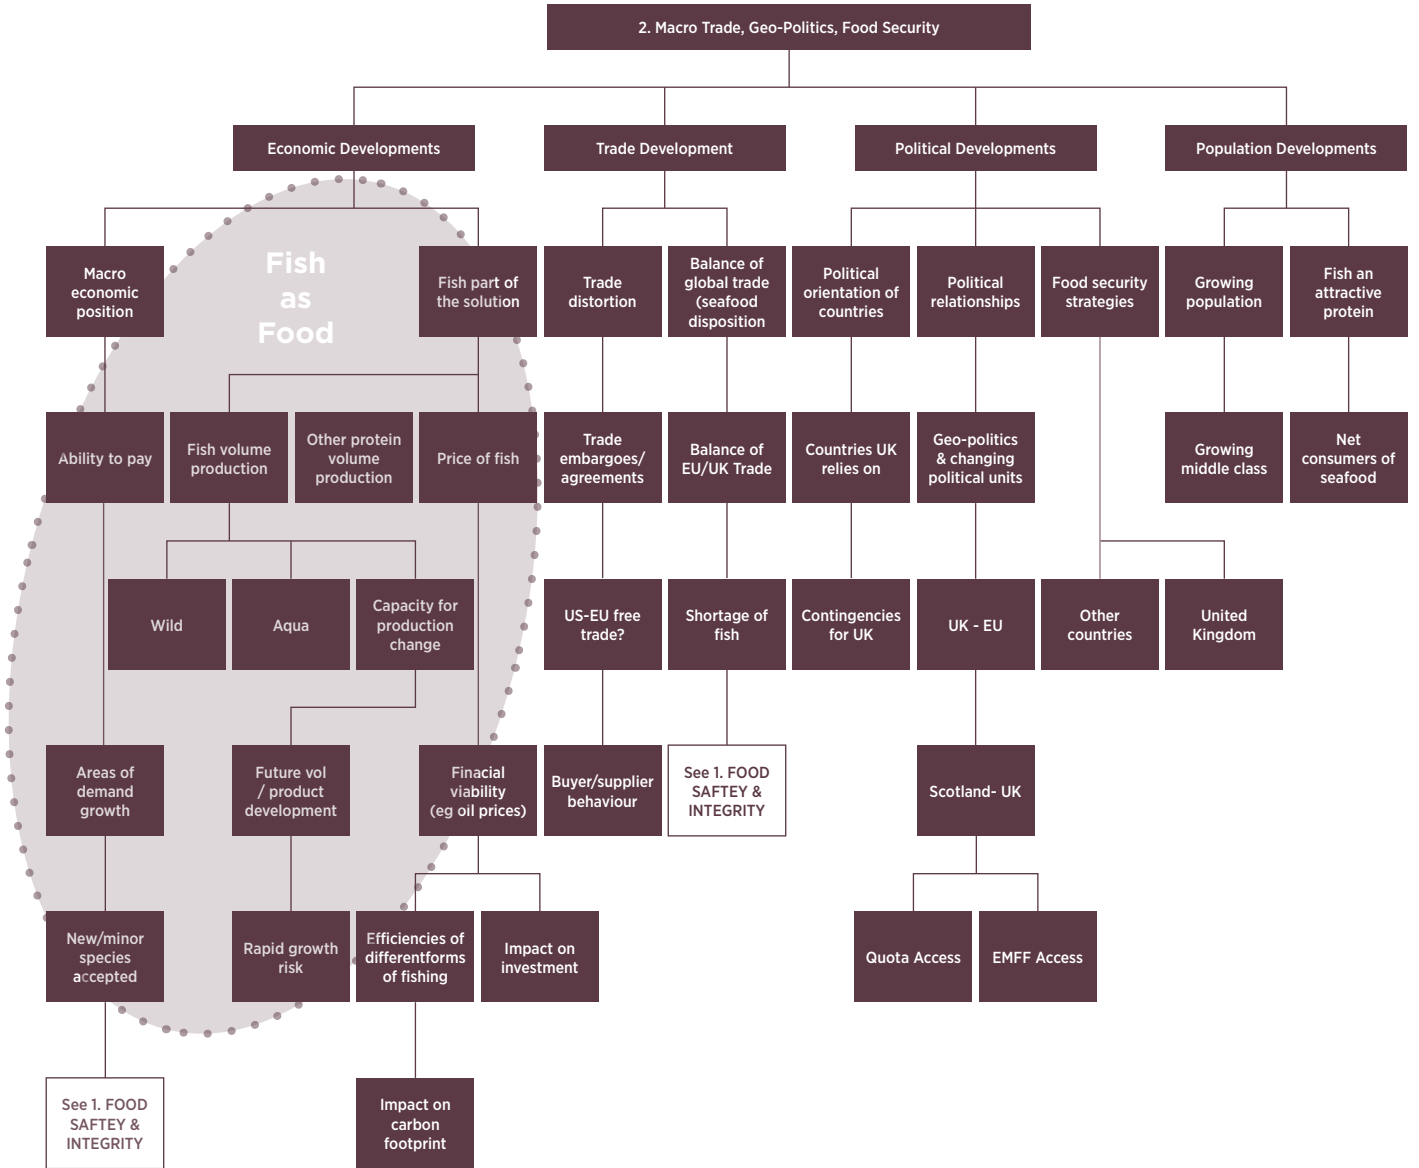 2. Macro Trade, Geo-Politics, Food Security
Economic Developments
Trade Development
Political Developments
Population Developments
Fish
as
Food
Macro
economic
position
Fish part of
the solution
Trade
distortion
Balance of
global trade
(seafood
disposition
Political
orientation of
countries
Political
relationships
Food security
strategies
Growing
population
Fish an
attractive
protein
Ability to pay
Fish volume
production
Other protein
volume
production
Price of fish
Trade
embargoes/
agreements
Balance of
EU/UK Trade
Countries UK
relies on
Geo-politics
& changing
political units
Growing
middle class
Net
consumers of
seafood
Wild
Aqua
Capacity for
production
change
US-EU free
trade?
Shortage of
fish
Contingencies
for UK
UK - EU
Other
countries
United
Kingdom
Areas of
demand
growth
Future vol
/ product
development
Finacial
viability
(eg oil prices)
Buyer/supplier
behaviour
See 1. FOOD
SAFTEY &
INTEGRITY
Scotland- UK
New/minor
species
accepted
Rapid growth
risk
Efficiencies of
differentforms
of fishing
Impact on
investment
Quota Access
EMFF Access
See 1. FOOD
SAFTEY &
INTEGRITY
Impact on
carbon
footprint